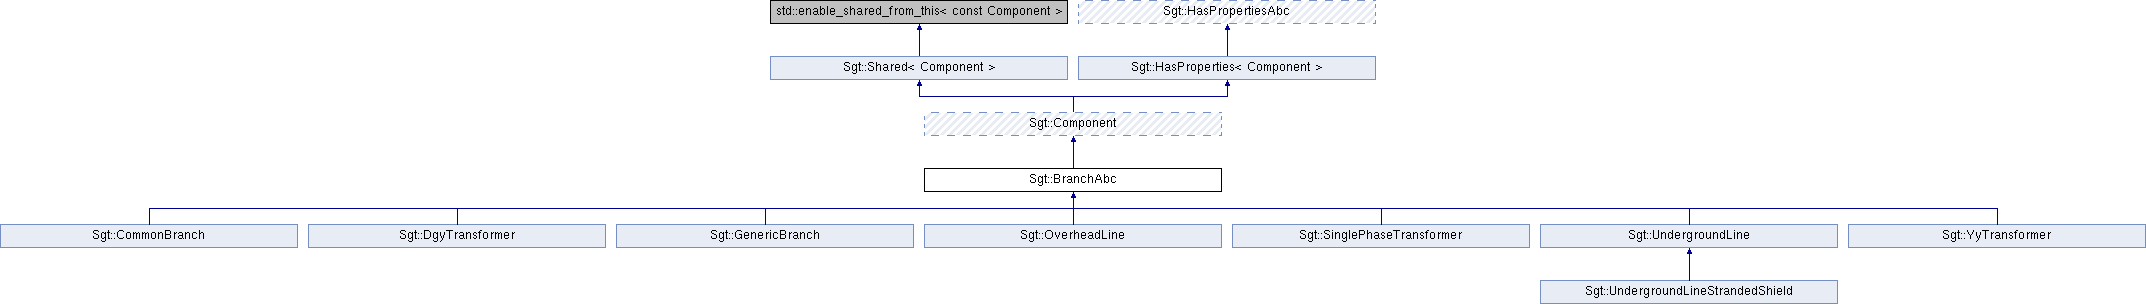 std::enable_shared_from_this< const Component >
Sgt::HasPropertiesAbc
Sgt::Shared< Component >
Sgt::HasProperties< Component >
Sgt::Component
Sgt::BranchAbc
Sgt::CommonBranch
Sgt::DgyTransformer
Sgt::GenericBranch
Sgt::OverheadLine
Sgt::SinglePhaseTransformer
Sgt::UndergroundLine
Sgt::YyTransformer
Sgt::UndergroundLineStrandedShield